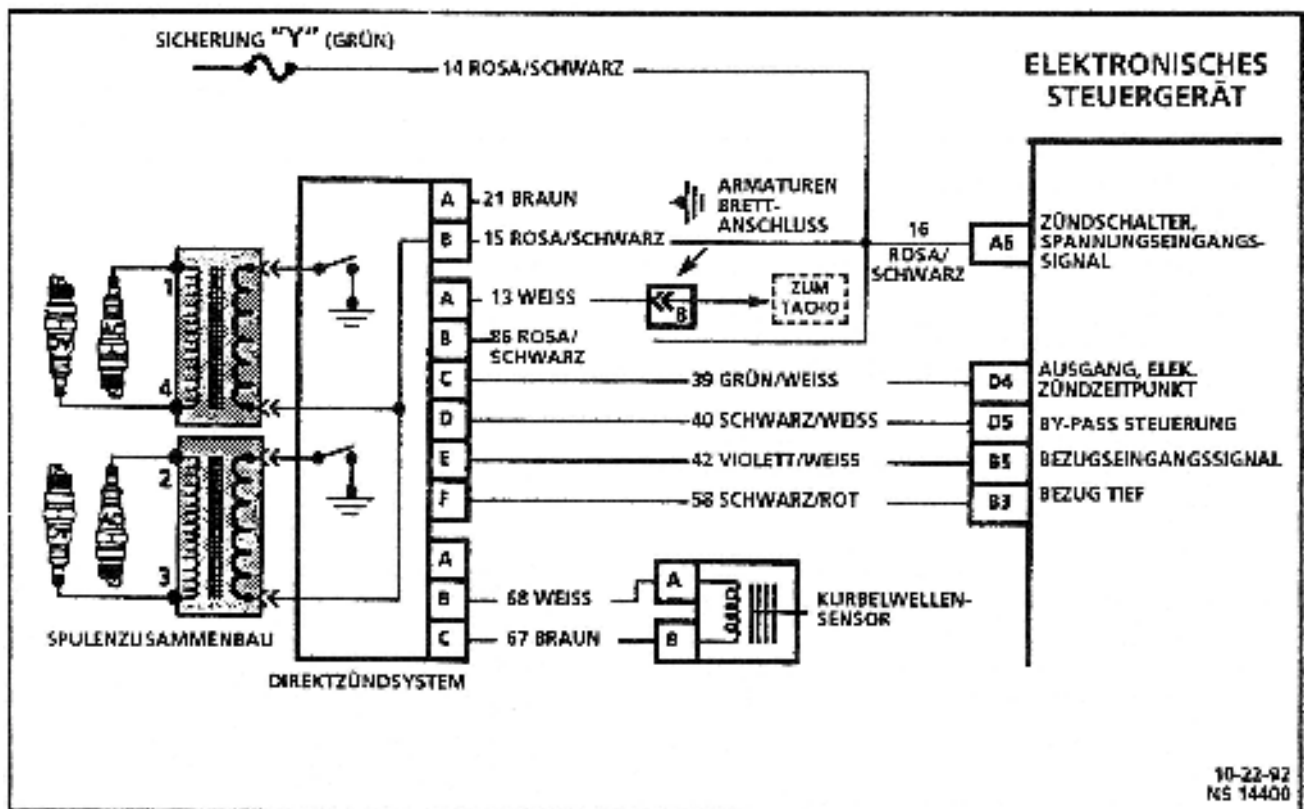 SICHERUNG "Y" (GRÜN)
14 ROSA/SCHWARZ
ELEKTRONISCHES
STEUERGERÄT
A
21 BRAUN
ARMATUREN
BRETT-
ANSCHLUSS
B
15 ROSA/SCHWARZ
16
ROSA/
SCHWARZ
A6
ZÜNDSCHALTER,
SPANNUNGSEINGANGS-
SIGNAL
1
4
A
13 WEISS
B
ZUM
TACHO
B
86 ROSA/
SCHWARZ
C
39 GRÜN/WEISS
D4
AUSGANG, ELEK.
ZÜNDZEITPUNKT
D
40 SCHWARZ/WEISS
D5
BY-PASS STEUERUNG
2
3
E
42 VIOLETT/WEISS
B5
BEZUGSEINGANGSSIGNAL
F
58 SCHWARZ/ROT
B3
BEZUG TIEF
A
B
68 WEISS
A
C
67 BRAUN
B
KURBELWELLEN-
SENSOR
SPULENZUSAMMENBAU
DIREKTZÜNDSYSTEM
10-22-92
NS 14400